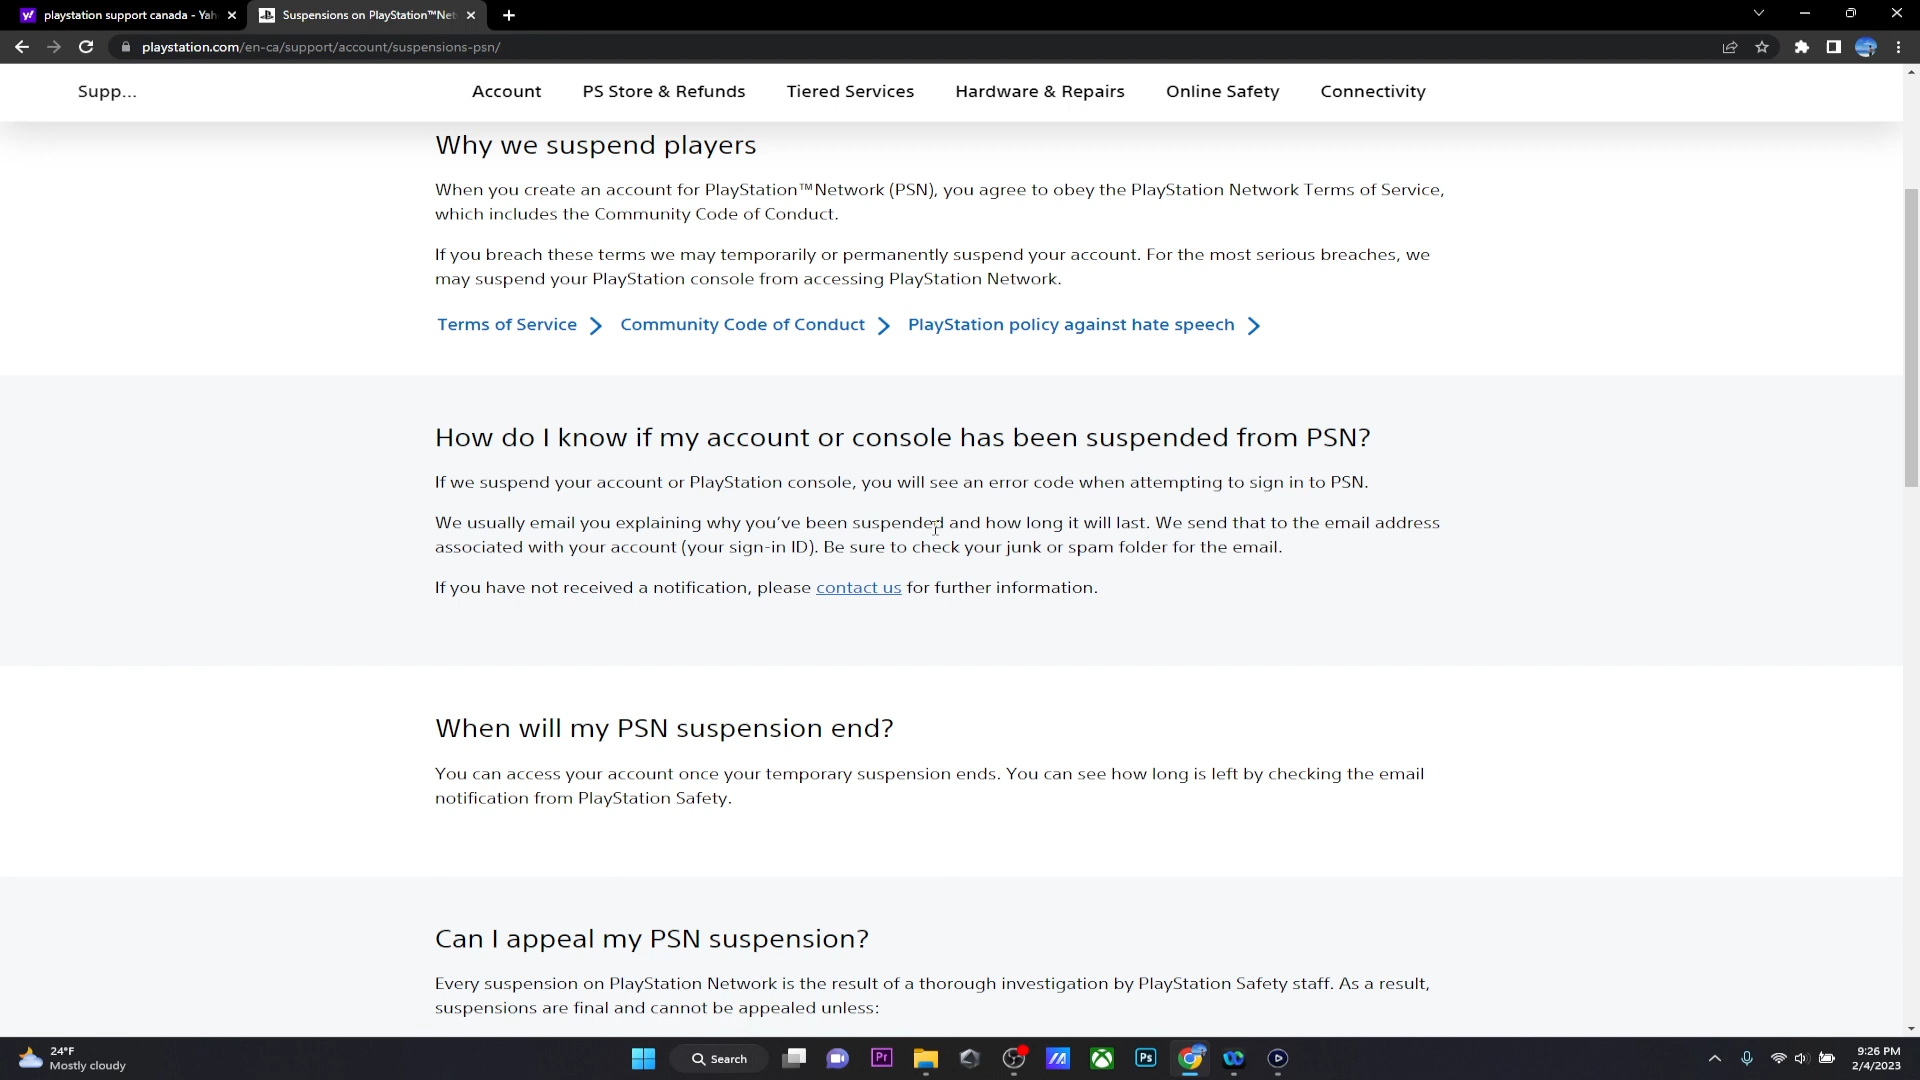 playstation support canada - Yah
Suspensions on PlayStation™Net
playstation.com/en-ca/support/account/suspensions-psn/
Supp...
Account
PS Store & Refunds
Tiered Services
Hardware & Repairs
Online Safety
Connectivity
Why we suspend players
When you create an account for PlayStation™Network (PSN), you agree to obey the PlayStation Network Terms of Service,
which includes the Community Code of Conduct.
If you breach these terms we may temporarily or permanently suspend your account. For the most serious breaches, we
may suspend your PlayStation console from accessing PlayStation Network.
Terms of Service
Community Code of Conduct
PlayStation policy against hate speech
How do I know if my account or console has been suspended from PSN?
If we suspend your account or PlayStation console, you will see an error code when attempting to sign in to PSN.
We usually email you explaining why you’ve been suspended and how long it will last. We send that to the email address
associated with your account (your sign-in ID). Be sure to check your junk or spam folder for the email.
If you have not received a notification, please contact us for further information.
When will my PSN suspension end?
You can access your account once your temporary suspension ends. You can see how long is left by checking the email
notification from PlayStation Safety.
Can I appeal my PSN suspension?
Every suspension on PlayStation Network is the result of a thorough investigation by PlayStation Safety staff. As a result,
suspensions are final and cannot be appealed unless:
24°F
Mostly cloudy
Search
Pr
Ps
9:26 PM
2/4/2023